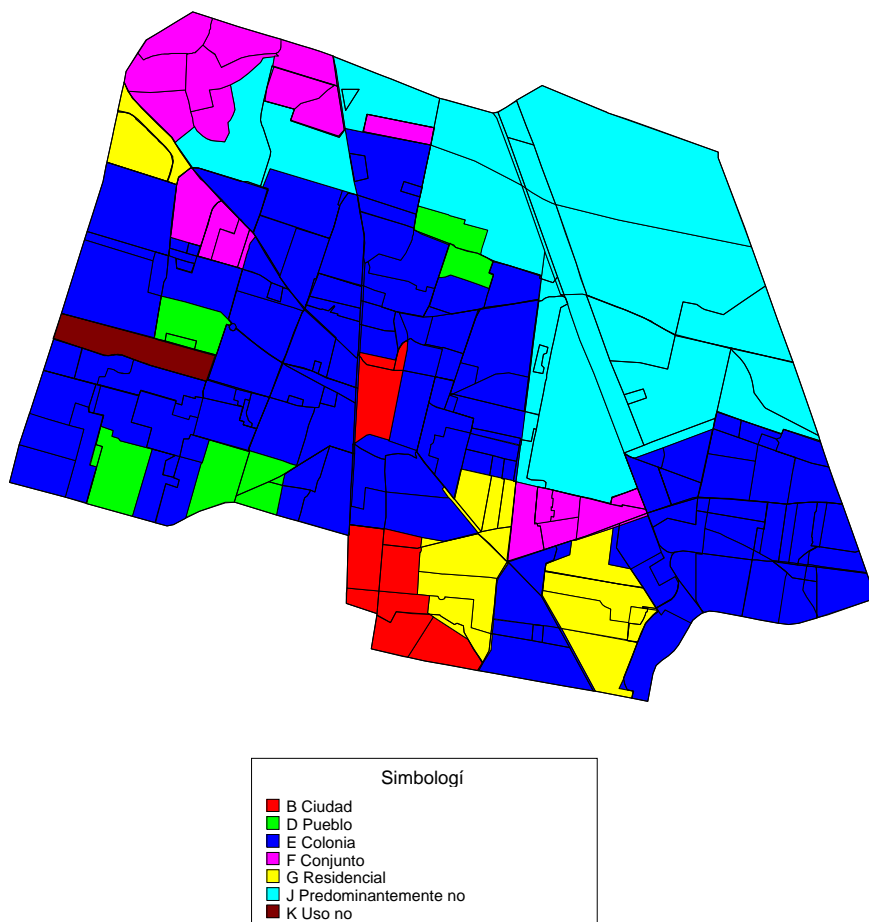 Simbologí
B Ciudad
D Pueblo
E Colonia
F Conjunto
G Residencial
J Predominantemente no
K Uso no